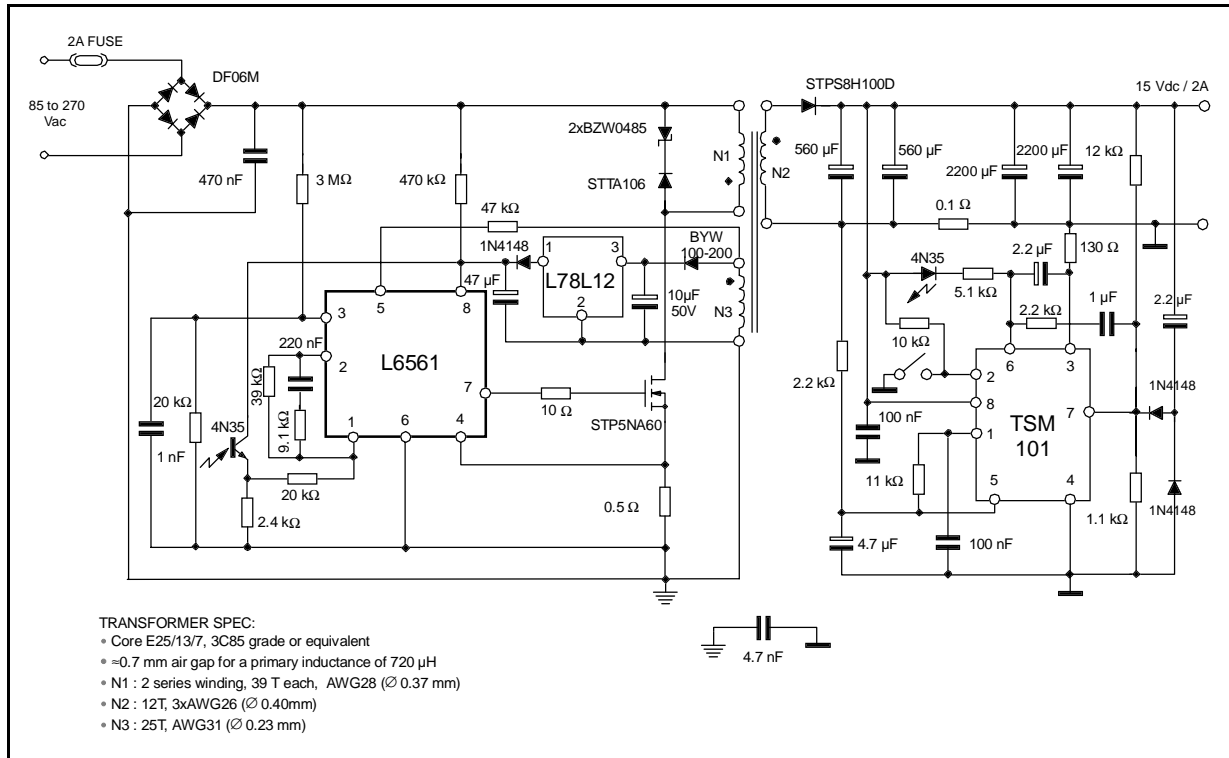 2A FUSE
DF06M
85 to 270
Vac
470 nF
3 MΩ
470 kΩ
2xBZW0485
STTA106
N1
N2
STPS8H100D
15 Vdc / 2A
560 µF
560 µF
2200 µF
2200 µF
12 kΩ
0.1 Ω
47 kΩ
1N4148
47 µF
1
3
L78L12
2
BYW
100-200
10µF
50V
N3
4N35
5.1 kΩ
2.2 µF
130 Ω
2.2 kΩ
1 µF
2.2 µF
10 kΩ
3
5
8
220 nF
2
L6561
39 kΩ
9.1 kΩ
7
10 Ω
STP5NA60
1
6
4
20 kΩ
1 nF
4N35
20 kΩ
2.4 kΩ
0.5 Ω
2.2 kΩ
100 nF
6
3
2
8
1
TSM
101
7
1N4148
11 kΩ
5
4
1.1 kΩ
1N4148
4.7 µF
100 nF
TRANSFORMER SPEC:
• Core E25/13/7, 3C85 grade or equivalent
• ≈0.7 mm air gap for a primary inductance of 720 µH
• N1 : 2 series winding, 39 T each, AWG28 (∅ 0.37 mm)
• N2 : 12T, 3xAWG26 (∅ 0.40mm)
• N3 : 25T, AWG31 (∅ 0.23 mm)
4.7 nF